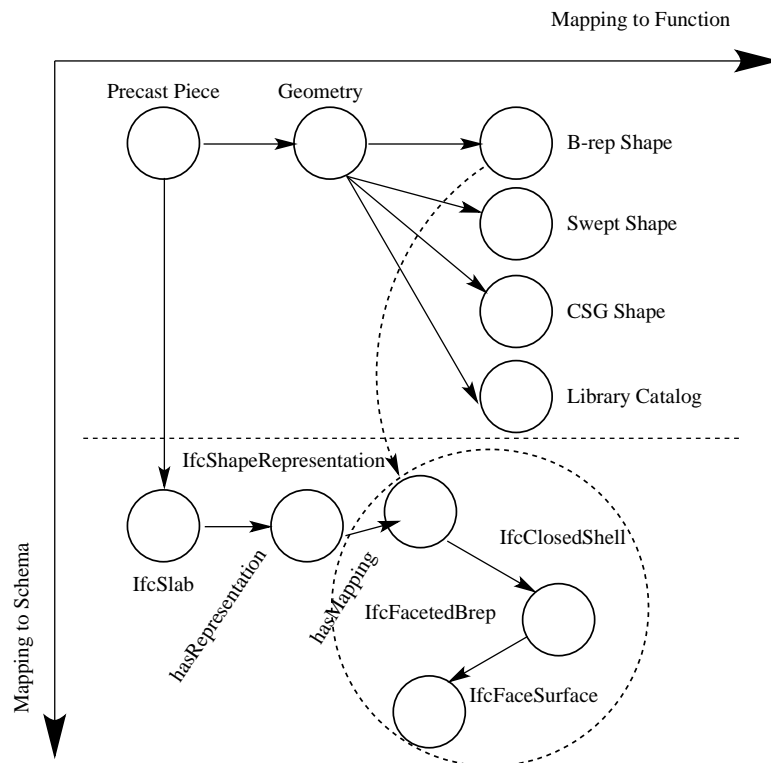 Mapping to Function
Precast Piece
Geometry
B-rep Shape
Swept Shape
CSG Shape
Library Catalog
IfcShapeRepresentation
IfcSlab
hasRepresentation
hasMapping
IfcClosedShell
IfcFacetedBrep
IfcFaceSurface
Mapping to Schema